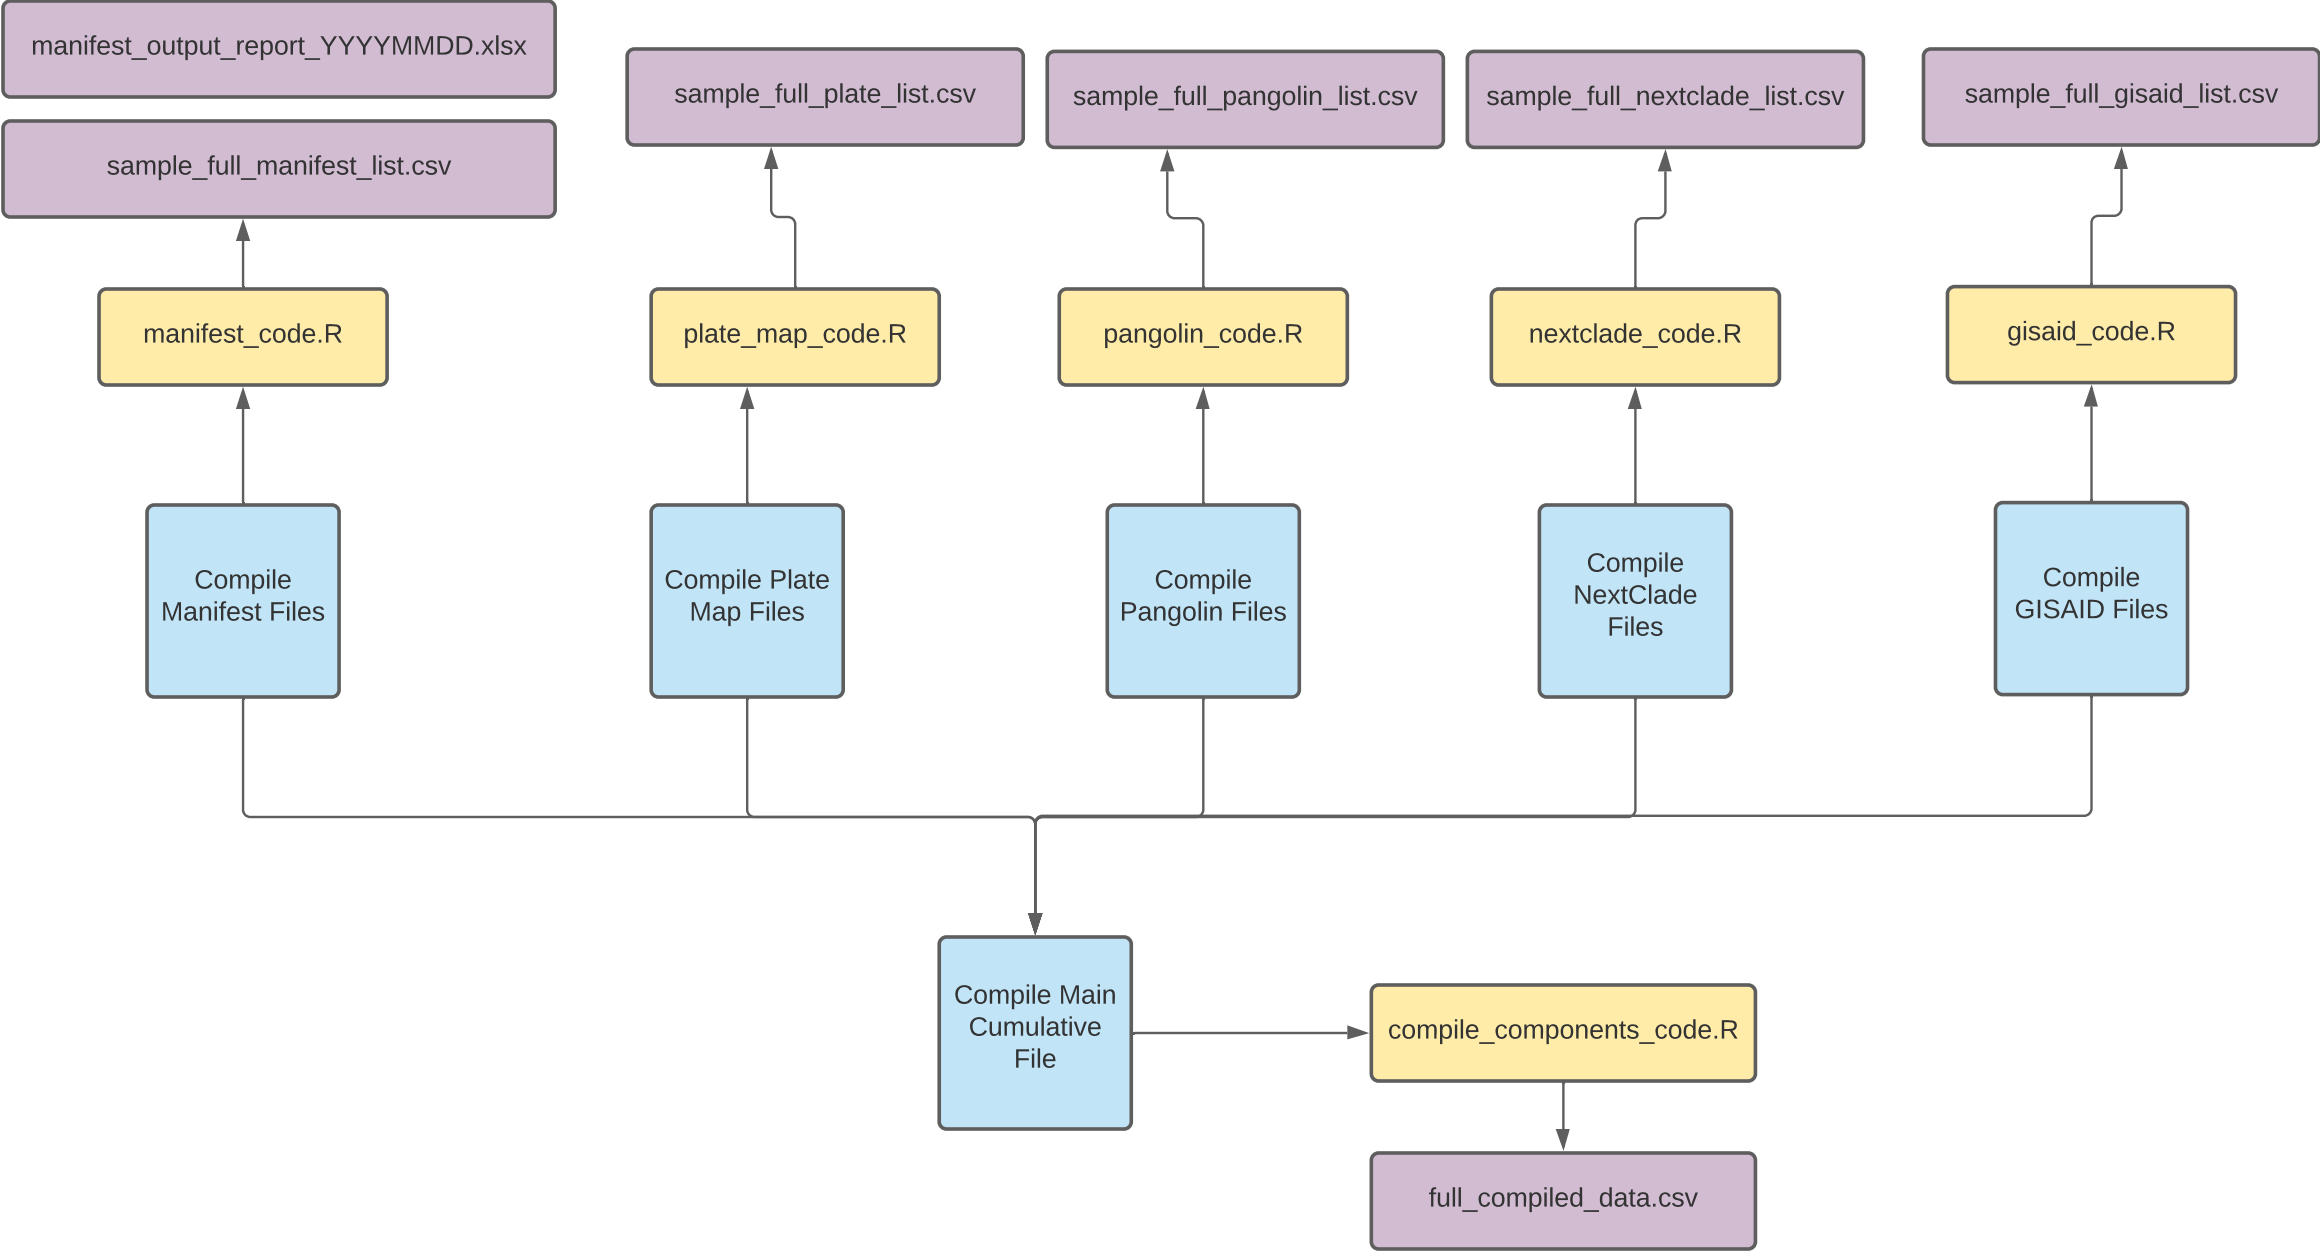 manifest_output_report_YYYYMMDD.xlsx
sample_full_manifest_list.csv
sample_full_plate_list.csv
sample_full_pangolin_list.csv
sample_full_nextclade_list.csv
sample_full_gisaid_list.csv
manifest_code.R
plate_map_code.R
pangolin_code.R
nextclade_code.R
gisaid_code.R
Compile
Manifest Files
Compile Plate
Map Files
Compile
Pangolin Files
Compile
NextClade
Files
Compile
GISAID Files
Compile Main
Cumulative
File
compile_components_code.R
full_compiled_data.csv